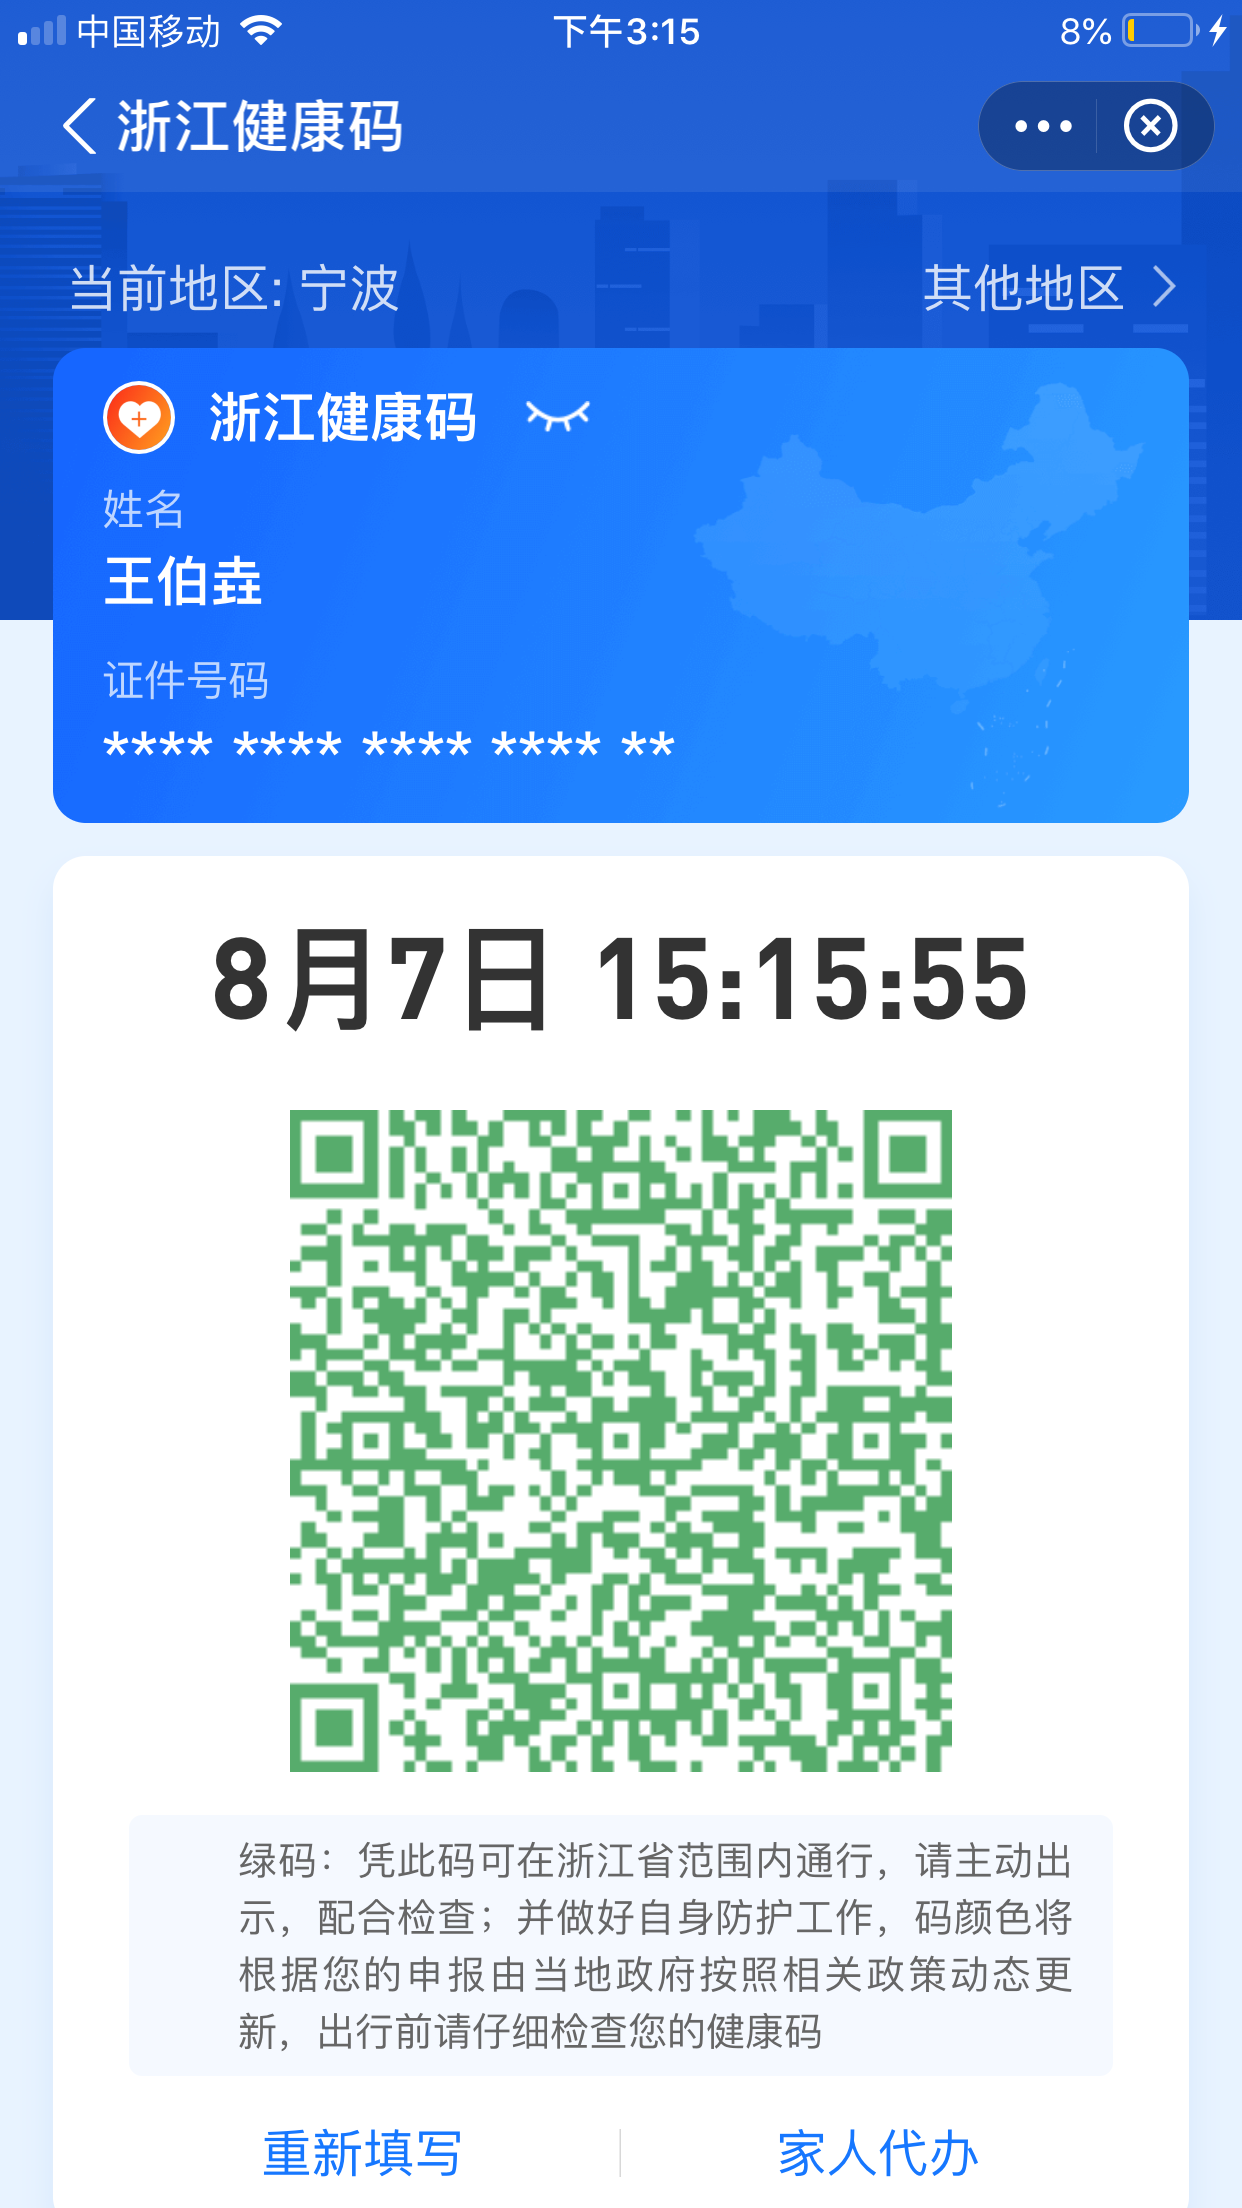 中国移动
下午3:15
8%
浙江健康码
当前地区: 宁波
其他地区
浙江健康码
姓名
王伯垚
证件号码
**** **** **** **** **
8月7日 15:15:55
绿码：凭此码可在浙江省范围内通行，请主动出
示，配合检查；并做好自身防护工作，码颜色将
根据您的申报由当地政府按照相关政策动态更
新，出行前请仔细检查您的健康码
重新填写
家人代办